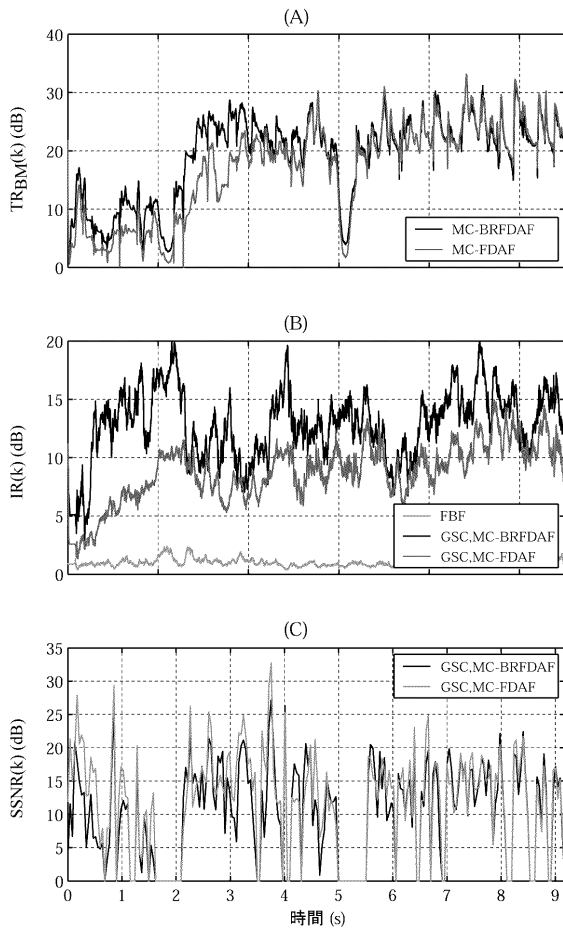 (A)
TR_BM(k) (dB)
40
30
20
10
0
MC-BRFDAF
MC-FDAF
(B)
IR(k) (dB)
20
15
10
5
0
FBF
GSC,MC-BRFDAF
GSC,MC-FDAF
(C)
SSNR(k) (dB)
35
30
25
20
15
10
5
0
GSC,MC-BRFDAF
GSC,MC-FDAF
0 1 2 3 4 5 6 7 8 9
時間 (s)